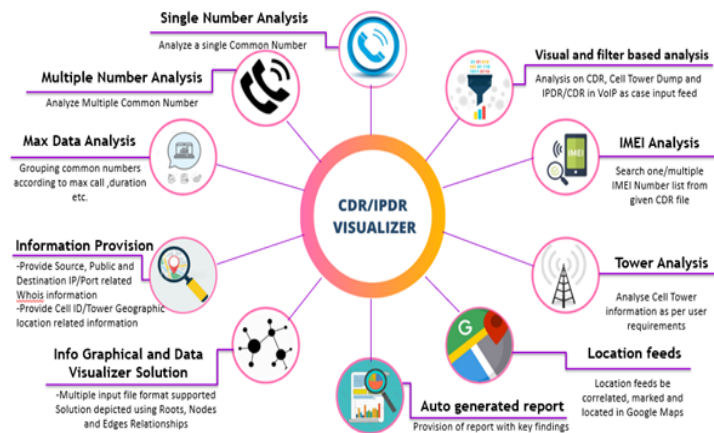 Single Number Analysis
Analyze a single Common Number
Multiple Number Analysis
Analyze Multiple Common Number
Max Data Analysis
Grouping common numbers
according to max call ,duration
etc.
Information Provision
-Provide Source, Public and
Destination IP/Port related
Whois information
-Provide Cell ID/Tower Geographic
location related information
Info Graphical and Data
Visualizer Solution
-Multiple input file format supported
Solution depicted using Roots, Nodes
and Edges Relationships
CDR/IPDR
VISUALIZER
Visual and filter based analysis
Analysis on CDR, Cell Tower Dump and
IPDR/CDR in VoIP as case input feed
IMEI
IMEI Analysis
Search one/multiple
IMEI Number list from
given CDR file
Tower Analysis
Analyse Cell Tower
information as per user
requirements
G
Location feeds
Location feeds be
correlated, marked and
located in Google Maps
Auto generated report
Provision of report with key findings